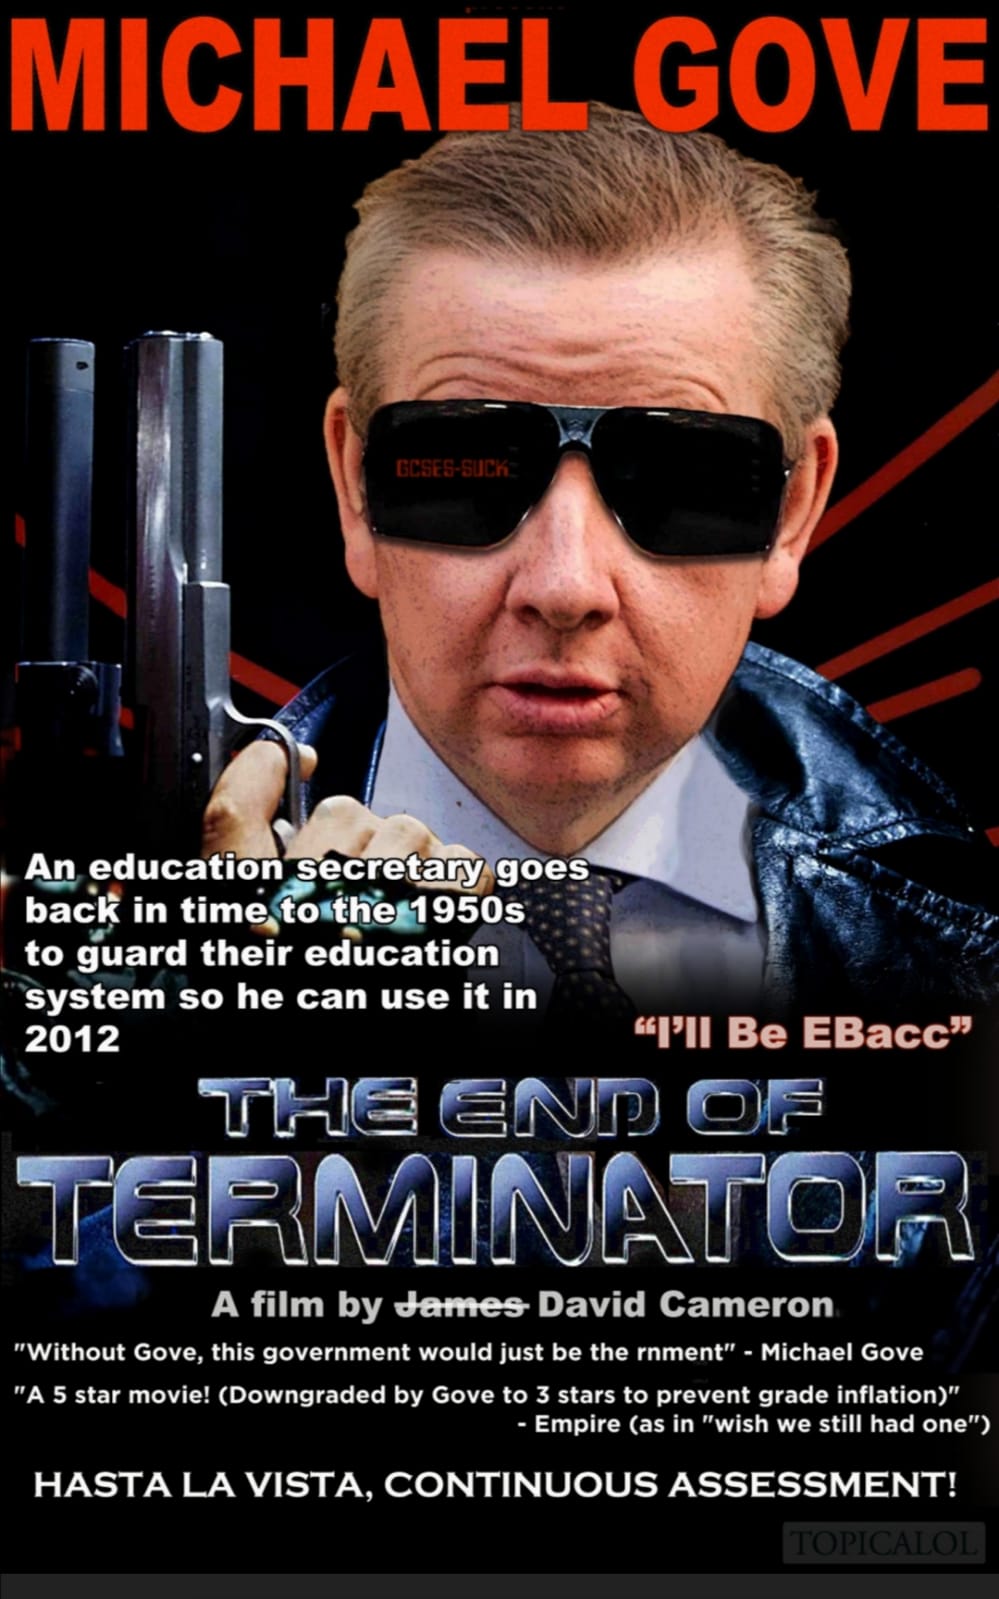 MICHAEL GOVE
GCSES-SUCK
An education secretary goes
back in time to the 1950s
to guard their education
system so he can use it in
2012
“I’ll Be EBacc”
THE END OF
TERMINATOR
A film by James David Cameron
"Without Gove, this government would just be the rnment" - Michael Gove
"A 5 star movie! (Downgraded by Gove to 3 stars to prevent grade inflation)"
- Empire (as in "wish we still had one")
HASTA LA VISTA, CONTINUOUS ASSESSMENT!
TOPICALOL